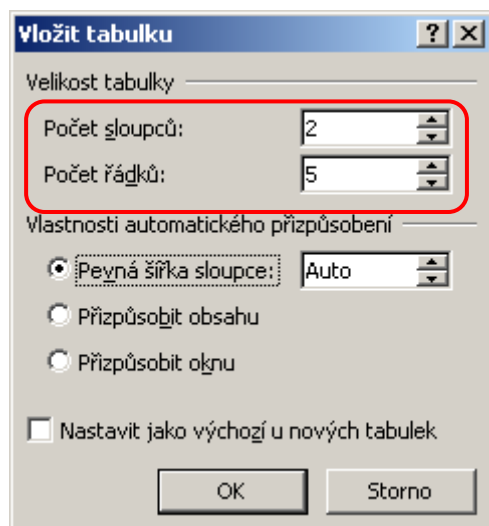 Vložit tabulku
Velikost tabulky
Počet sloupců: 2
Počet řádků: 5
Vlastnosti automatického přizpůsobení
Pevná šířka sloupce: Auto
Přizpůsobit obsahu
Přizpůsobit oknu
Nastavit jako výchozí u nových tabulek
OK Storno